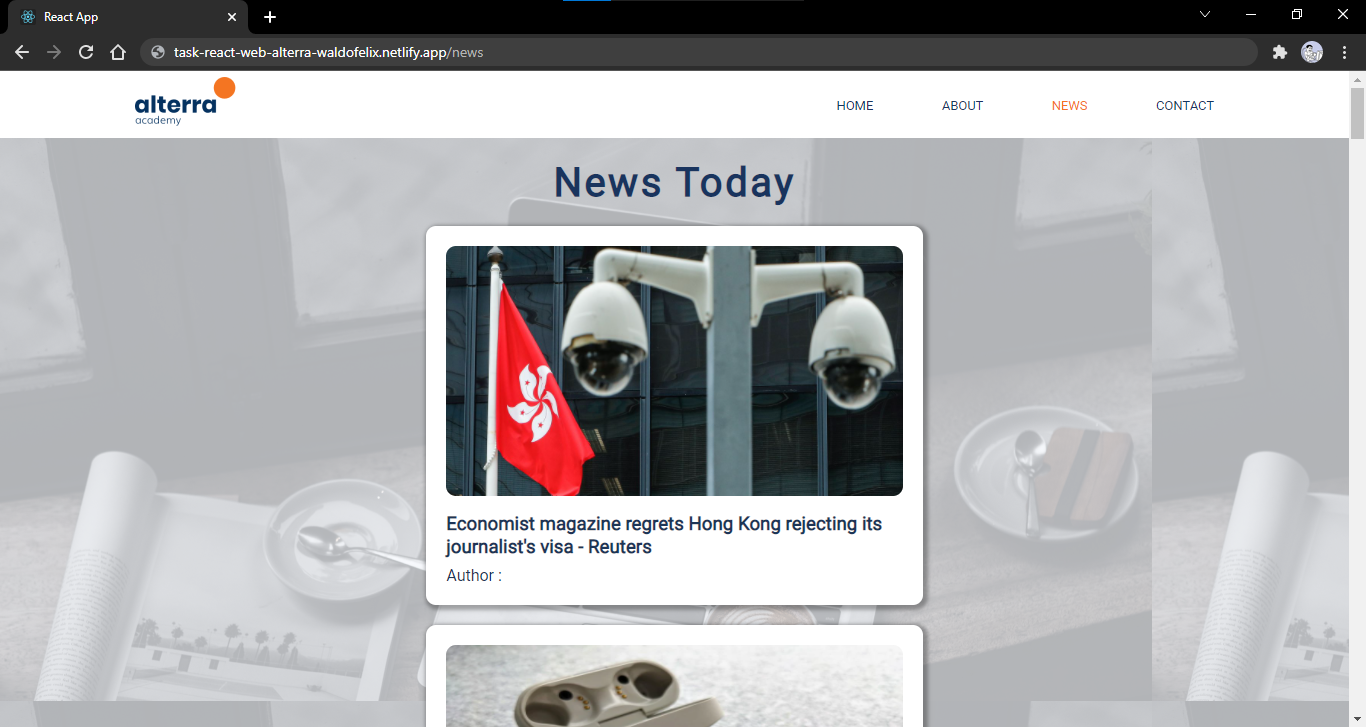 React App
task-react-web-alterra-waldofelix.netlify.app/news
alterra
academy
HOME
ABOUT
NEWS
CONTACT
News Today
Economist magazine regrets Hong Kong rejecting its
journalist's visa - Reuters
Author :